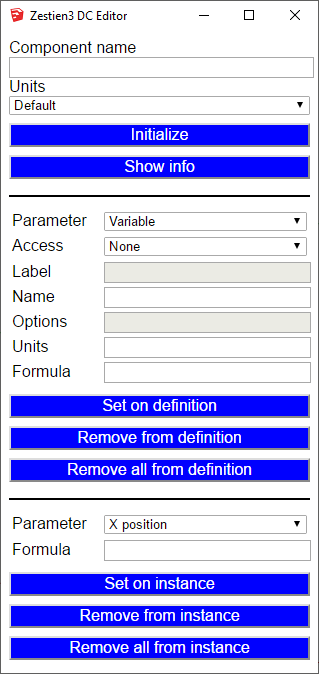 Zestien3 DC Editor
Component name
Units
Default
Initialize
Show info
Parameter Variable
Access None
Label
Name
Options
Units
Formula
Set on definition
Remove from definition
Remove all from definition
Parameter X position
Formula
Set on instance
Remove from instance
Remove all from instance